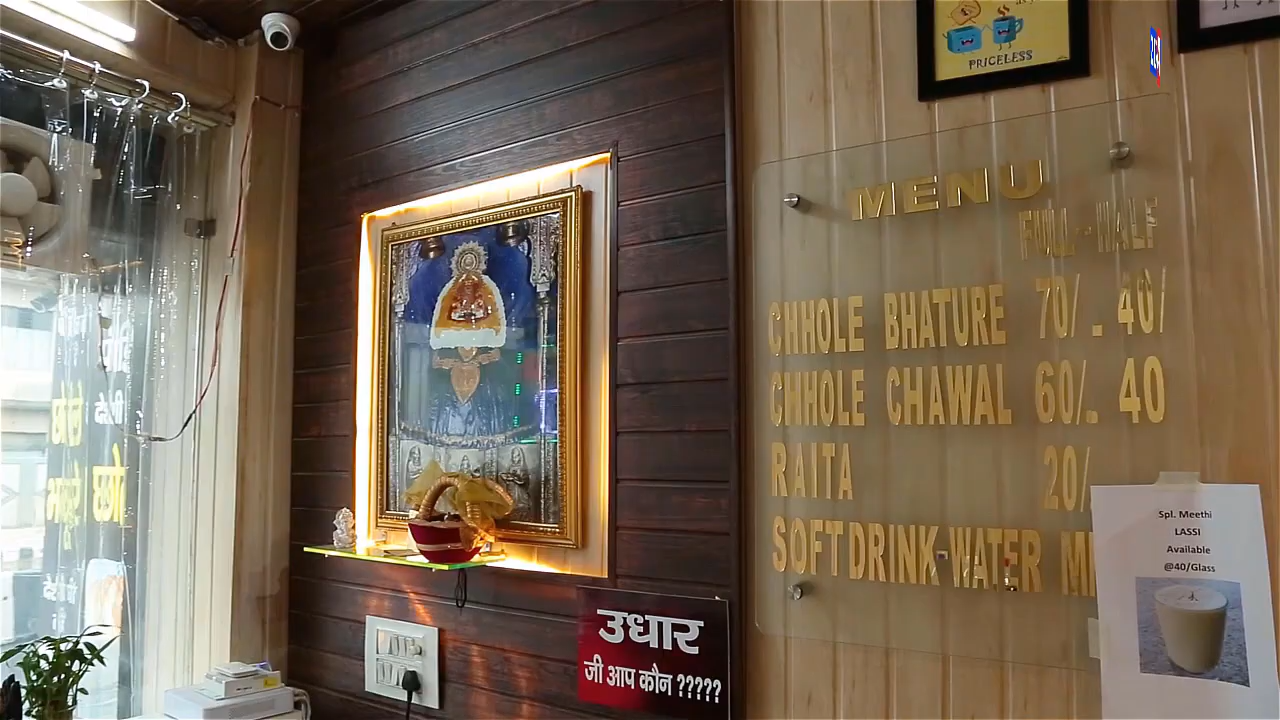 PRICELESS
MENU
FULL - HALF
CHHOLE BHATURE 70/. 40/
CHHOLE CHAWAL 60/. 40
RAITA 20/
SOFT DRINK-WATER M
Spl. Meethi
LASSI
Available
@40/Glass
उधार
जी आप कौन ?????